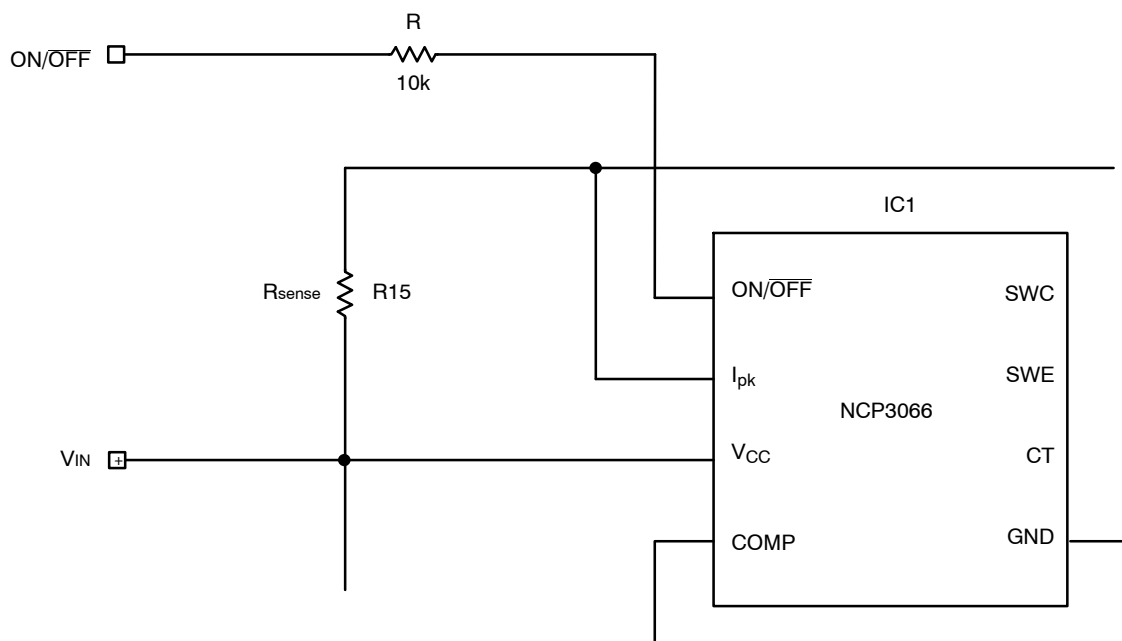 R
ON/OFF
10k
IC1
Rsense R15
ON/OFF SWC
Ipk SWE
NCP3066
VIN + VCC CT
COMP GND